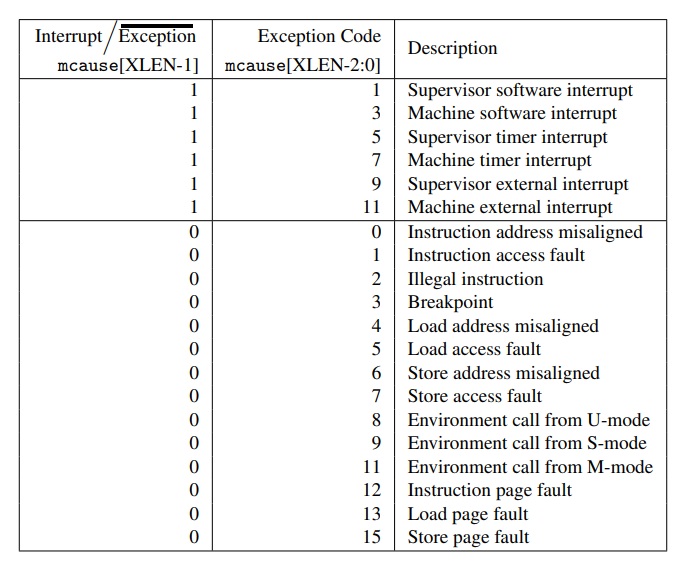 Interrupt / Exception Exception Code Description
mcause[XLEN-1] mcause[XLEN-2:0]
1 1 Supervisor software interrupt
1 3 Machine software interrupt
1 5 Supervisor timer interrupt
1 7 Machine timer interrupt
1 9 Supervisor external interrupt
1 11 Machine external interrupt
0 0 Instruction address misaligned
0 1 Instruction access fault
0 2 Illegal instruction
0 3 Breakpoint
0 4 Load address misaligned
0 5 Load access fault
0 6 Store address misaligned
0 7 Store access fault
0 8 Environment call from U-mode
0 9 Environment call from S-mode
0 11 Environment call from M-mode
0 12 Instruction page fault
0 13 Load page fault
0 15 Store page fault